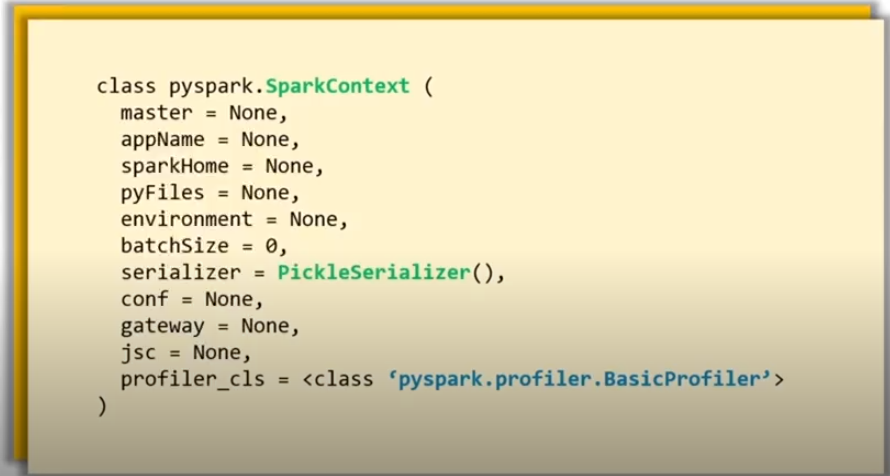 class pyspark.SparkContext (
master = None,
appName = None,
sparkHome = None,
pyFiles = None,
environment = None,
batchSize = 0,
serializer = PickleSerializer(),
conf = None,
gateway = None,
jsc = None,
profiler_cls = <class ‘pyspark.profiler.BasicProfiler’>
)